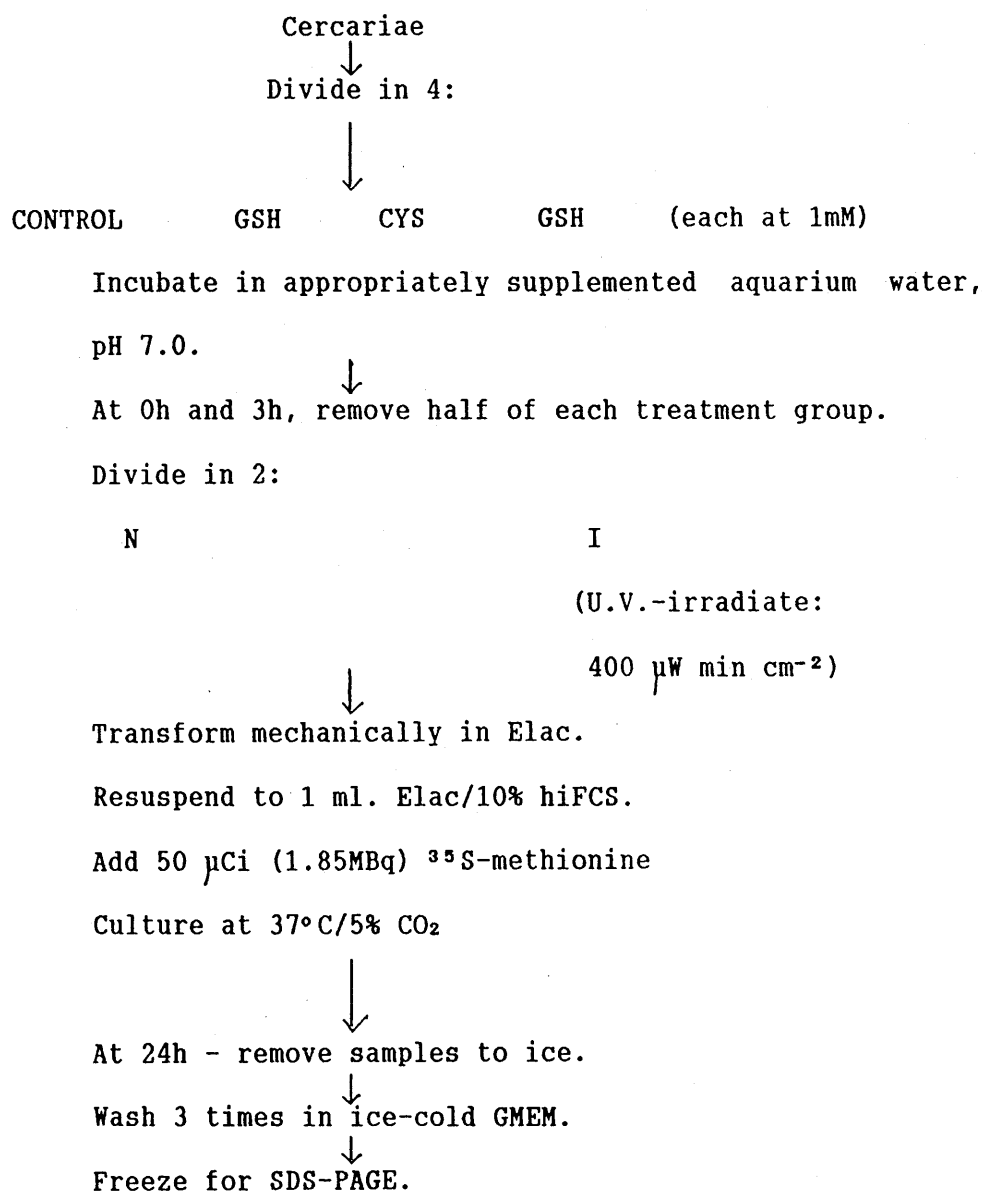 Cercariae
Divide in 4:
CONTROL GSH CYS GSH (each at 1mM)
Incubate in appropriately supplemented aquarium water,
pH 7.0.
At 0h and 3h, remove half of each treatment group.
Divide in 2:
N I
(U.V.-irradiate:
400 µW min cm⁻²)
Transform mechanically in Elac.
Resuspend to 1 ml. Elac/10% hiFCS.
Add 50 µCi (1.85MBq) ³⁵S-methionine
Culture at 37°C/5% CO₂
At 24h - remove samples to ice.
Wash 3 times in ice-cold GMEM.
Freeze for SDS-PAGE.